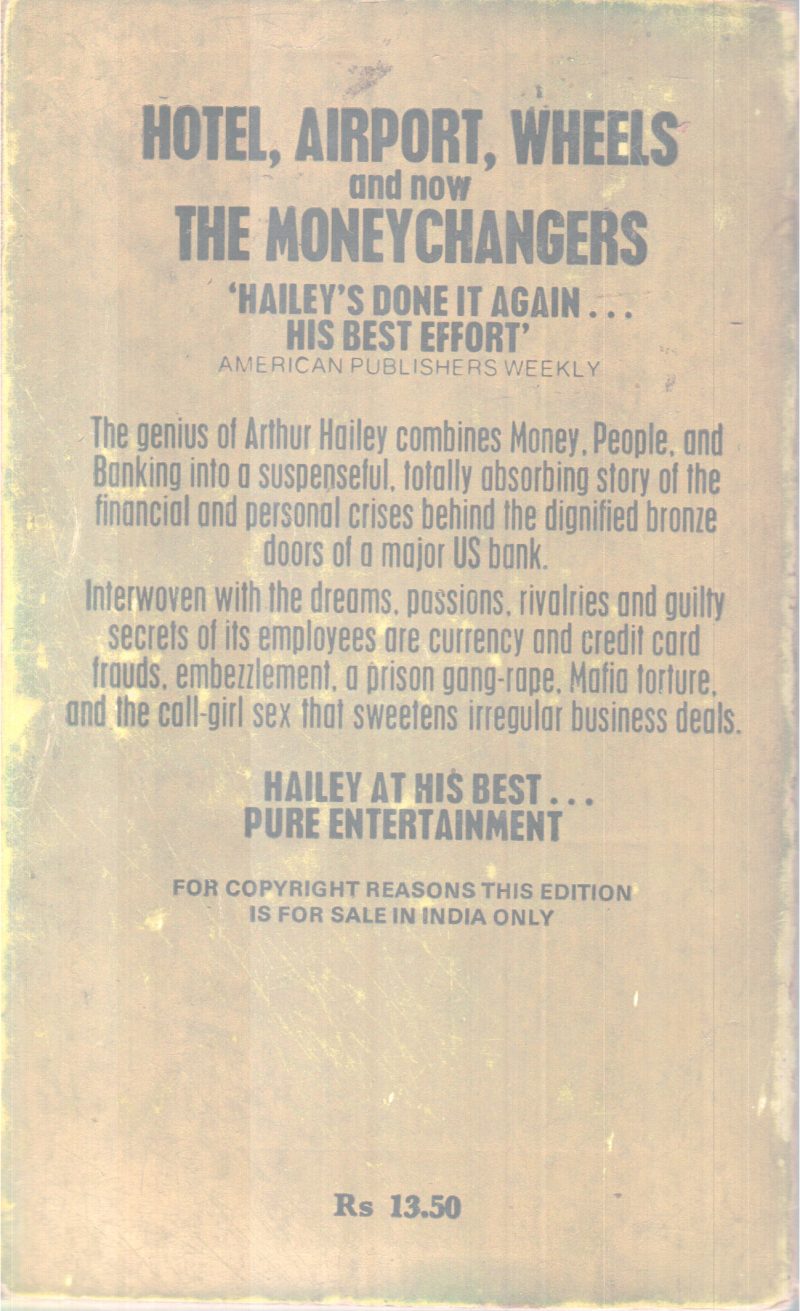 HOTEL, AIRPORT, WHEELS
and now
THE MONEYCHANGERS
‘HAILEY’S DONE IT AGAIN...
HIS BEST EFFORT’
AMERICAN PUBLISHERS WEEKLY
The genius of Arthur Hailey combines Money, People, and
Banking into a suspenseful, totally absorbing story of the
financial and personal crises behind the dignified bronze
doors of a major US bank.
Interwoven with the dreams, passions, rivalries and guilty
secrets of its employees are currency and credit card
frauds, embezzlement, a prison gang-rape, Mafia torture,
and the call-girl sex that sweetens irregular business deals.
HAILEY AT HIS BEST...
PURE ENTERTAINMENT
FOR COPYRIGHT REASONS THIS EDITION
IS FOR SALE IN INDIA ONLY
Rs 13.50